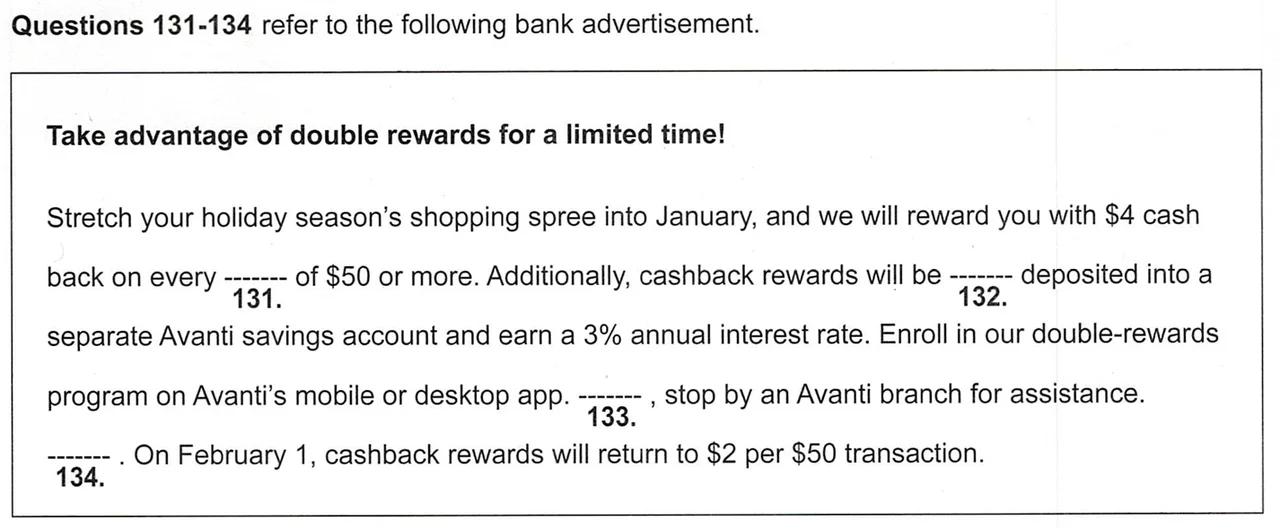 Questions 131-134 refer to the following bank advertisement.
Take advantage of double rewards for a limited time!
Stretch your holiday season's shopping spree into January, and we will reward you with $4 cash
back on every ------- of $50 or more. Additionally, cashback rewards will be ------- deposited into a
131. 132.
separate Avanti savings account and earn a 3% annual interest rate. Enroll in our double-rewards
program on Avanti's mobile or desktop app. ------- , stop by an Avanti branch for assistance.
133.
------- . On February 1, cashback rewards will return to $2 per $50 transaction.
134.